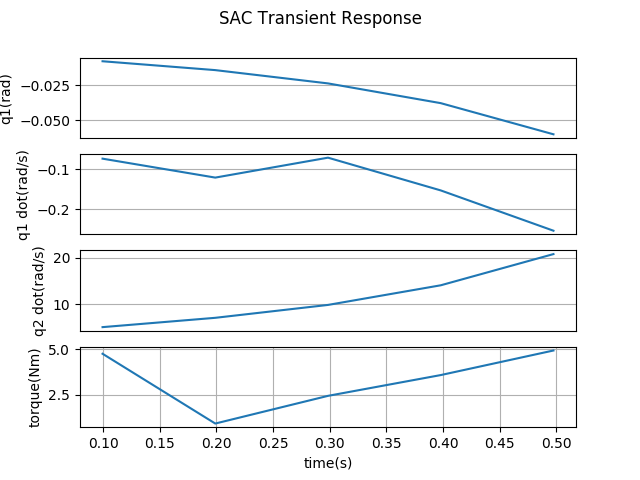 SAC Transient Response
q1(rad)
−0.025
−0.050
q1 dot(rad/s)
−0.1
−0.2
q2 dot(rad/s)
20
10
torque(Nm)
5.0
2.5
0.10 0.15 0.20 0.25 0.30 0.35 0.40 0.45 0.50
time(s)